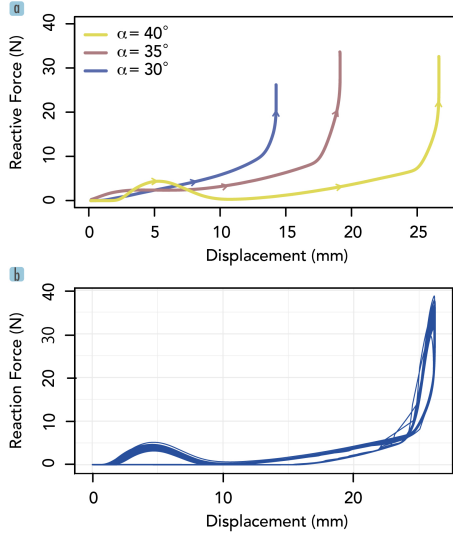 a
40
30
20
10
0
Reactive Force (N)
α = 40°
α = 35°
α = 30°
0 5 10 15 20 25
Displacement (mm)
b
40
30
20
10
0
Reaction Force (N)
0 10 20
Displacement (mm)